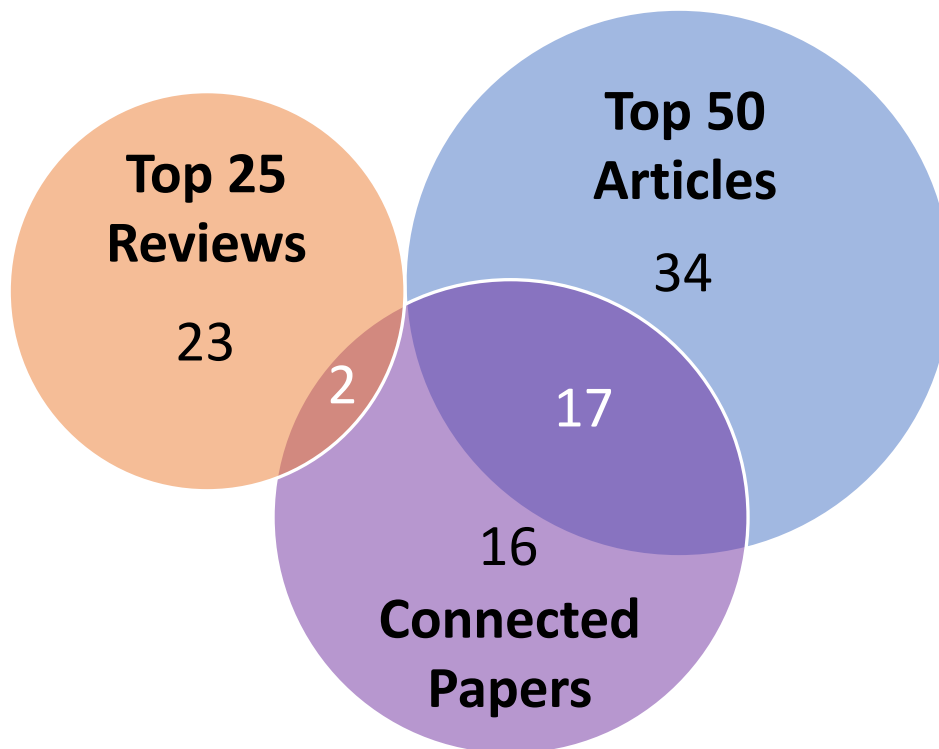 Top 25
Reviews
23
2
Top 50
Articles
34
17
16
Connected
Papers